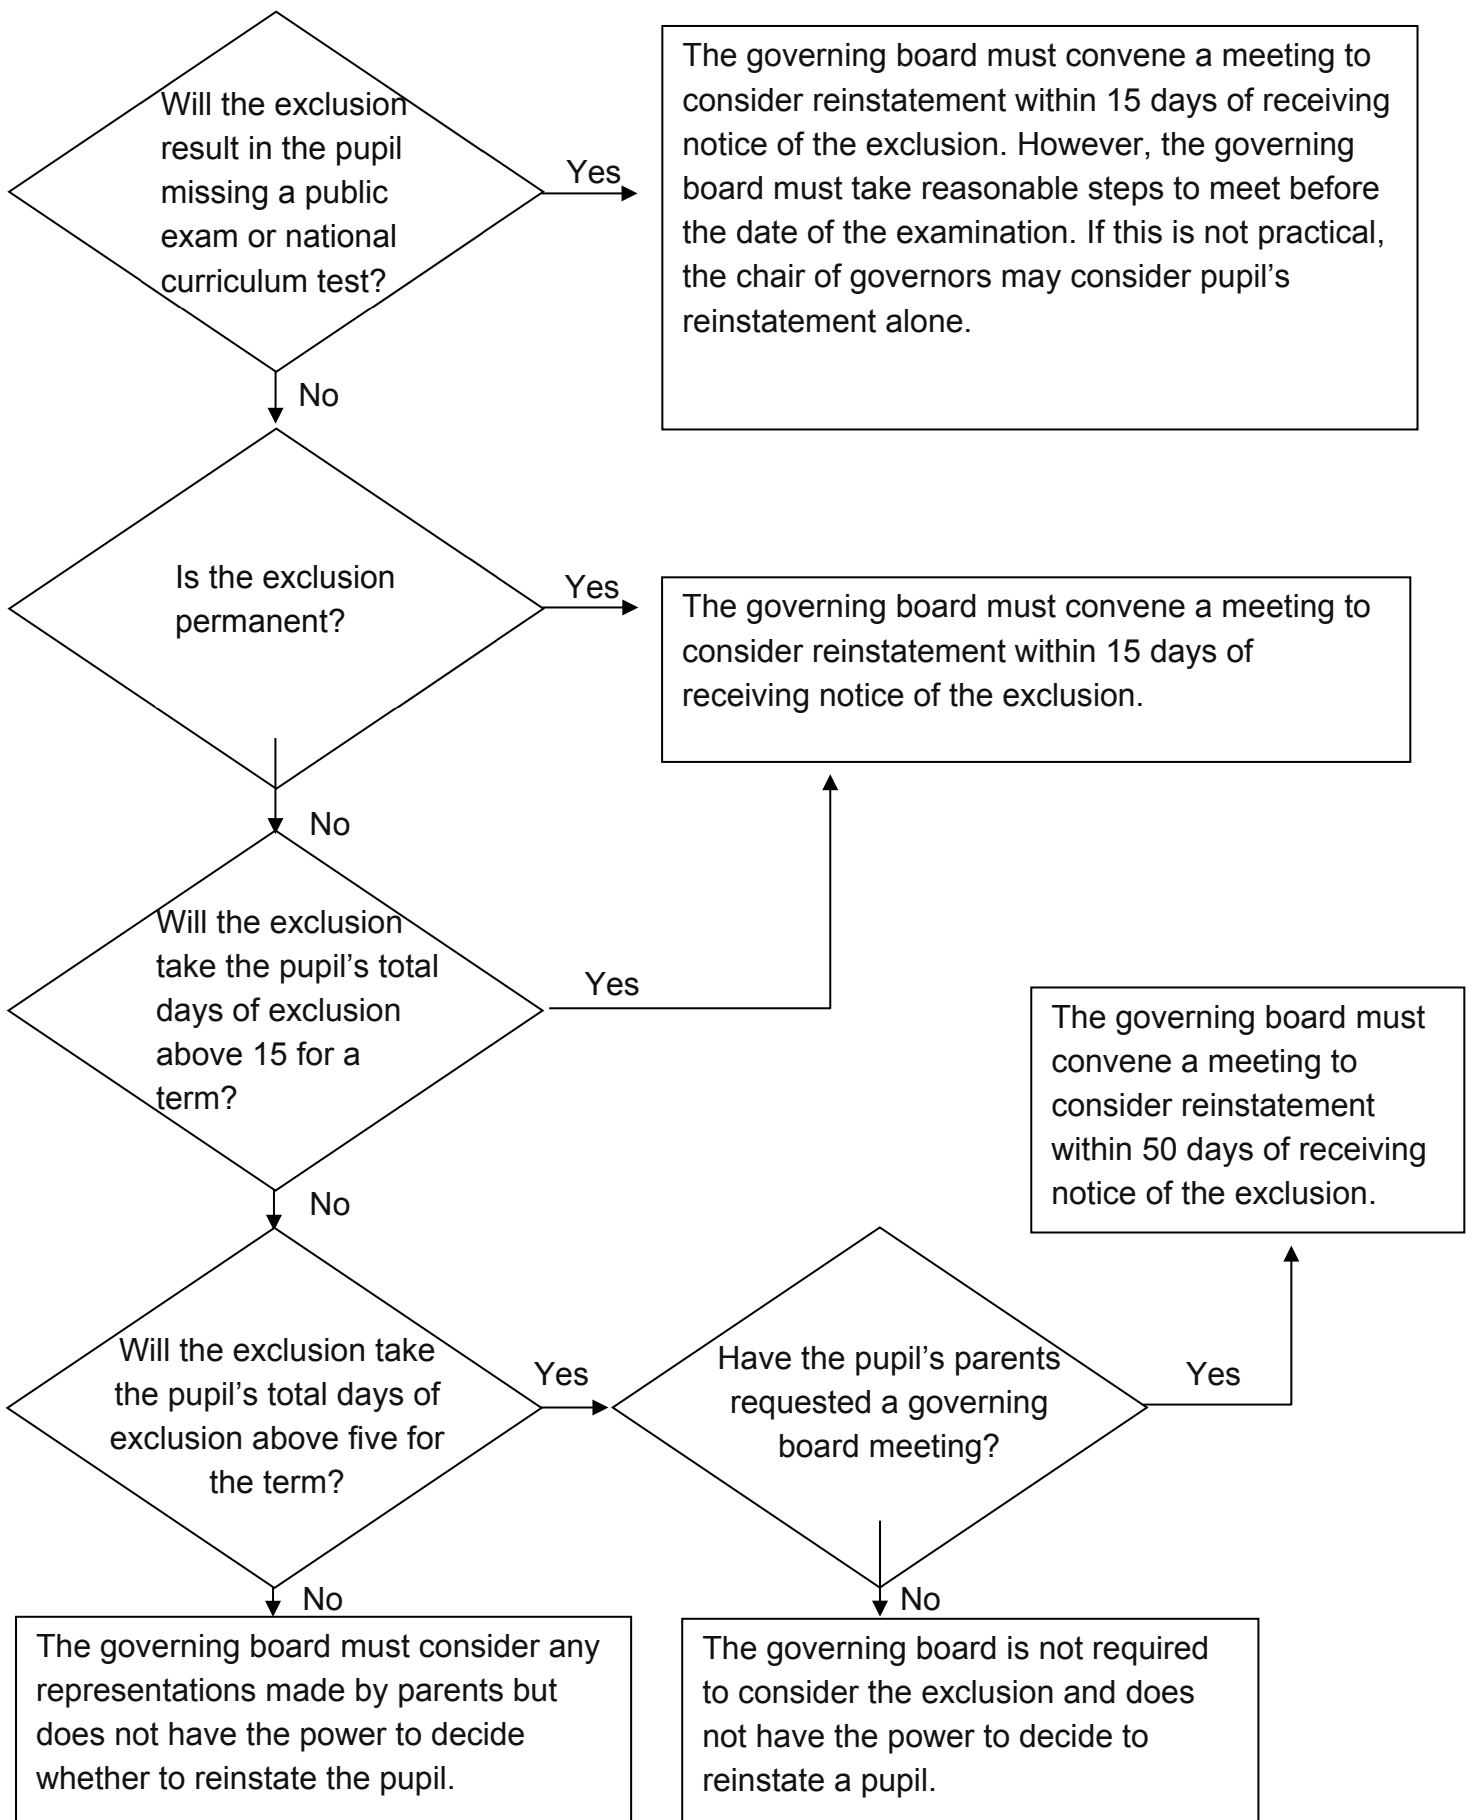 Will the exclusion
result in the pupil
missing a public
exam or national
curriculum test?
Yes
The governing board must convene a meeting to
consider reinstatement within 15 days of receiving
notice of the exclusion. However, the governing
board must take reasonable steps to meet before
the date of the examination. If this is not practical,
the chair of governors may consider pupil’s
reinstatement alone.
No
Is the exclusion
permanent?
Yes
The governing board must convene a meeting to
consider reinstatement within 15 days of
receiving notice of the exclusion.
No
Will the exclusion
take the pupil’s total
days of exclusion
above 15 for a
term?
Yes
The governing board must
convene a meeting to
consider reinstatement
within 50 days of receiving
notice of the exclusion.
No
Will the exclusion take
the pupil’s total days of
exclusion above five for
the term?
Yes
Have the pupil’s parents
requested a governing
board meeting?
Yes
No
The governing board must consider any
representations made by parents but
does not have the power to decide
whether to reinstate the pupil.
No
The governing board is not required
to consider the exclusion and does
not have the power to decide to
reinstate a pupil.